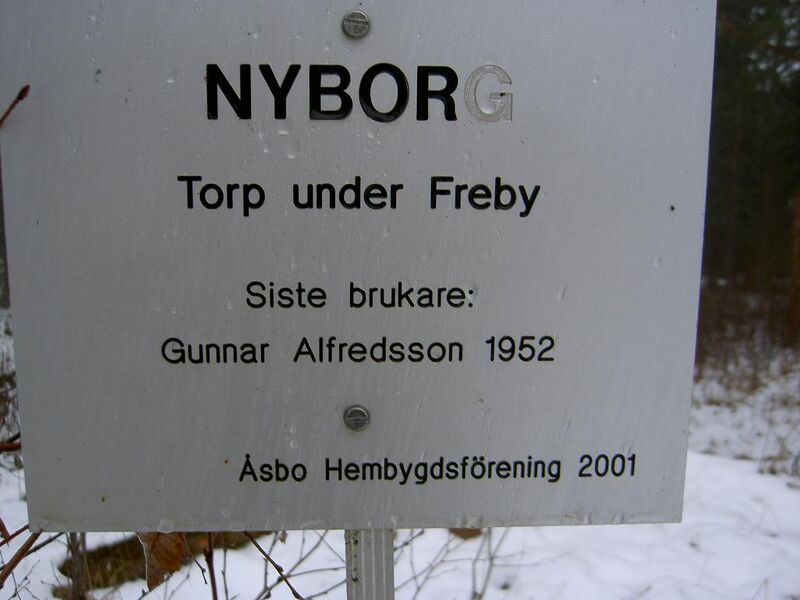 NYBORG
Torp under Freby
Siste brukare:
Gunnar Alfredsson 1952
Åsbo Hembygdsförening 2001